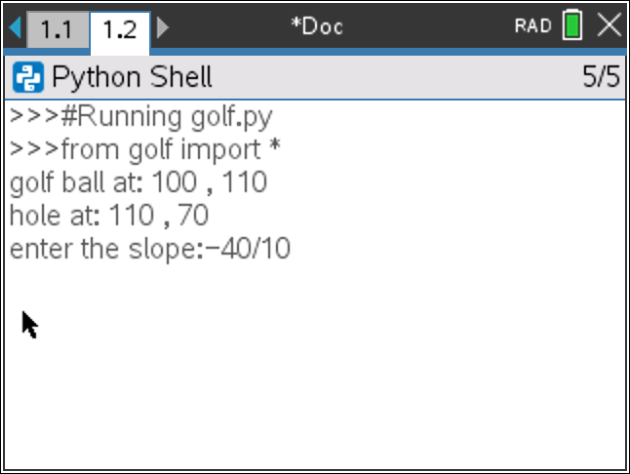 1.1 1.2 *Doc RAD
Python Shell 5/5
>>>#Running golf.py
>>>from golf import *
golf ball at: 100 , 110
hole at: 110 , 70
enter the slope:−40/10